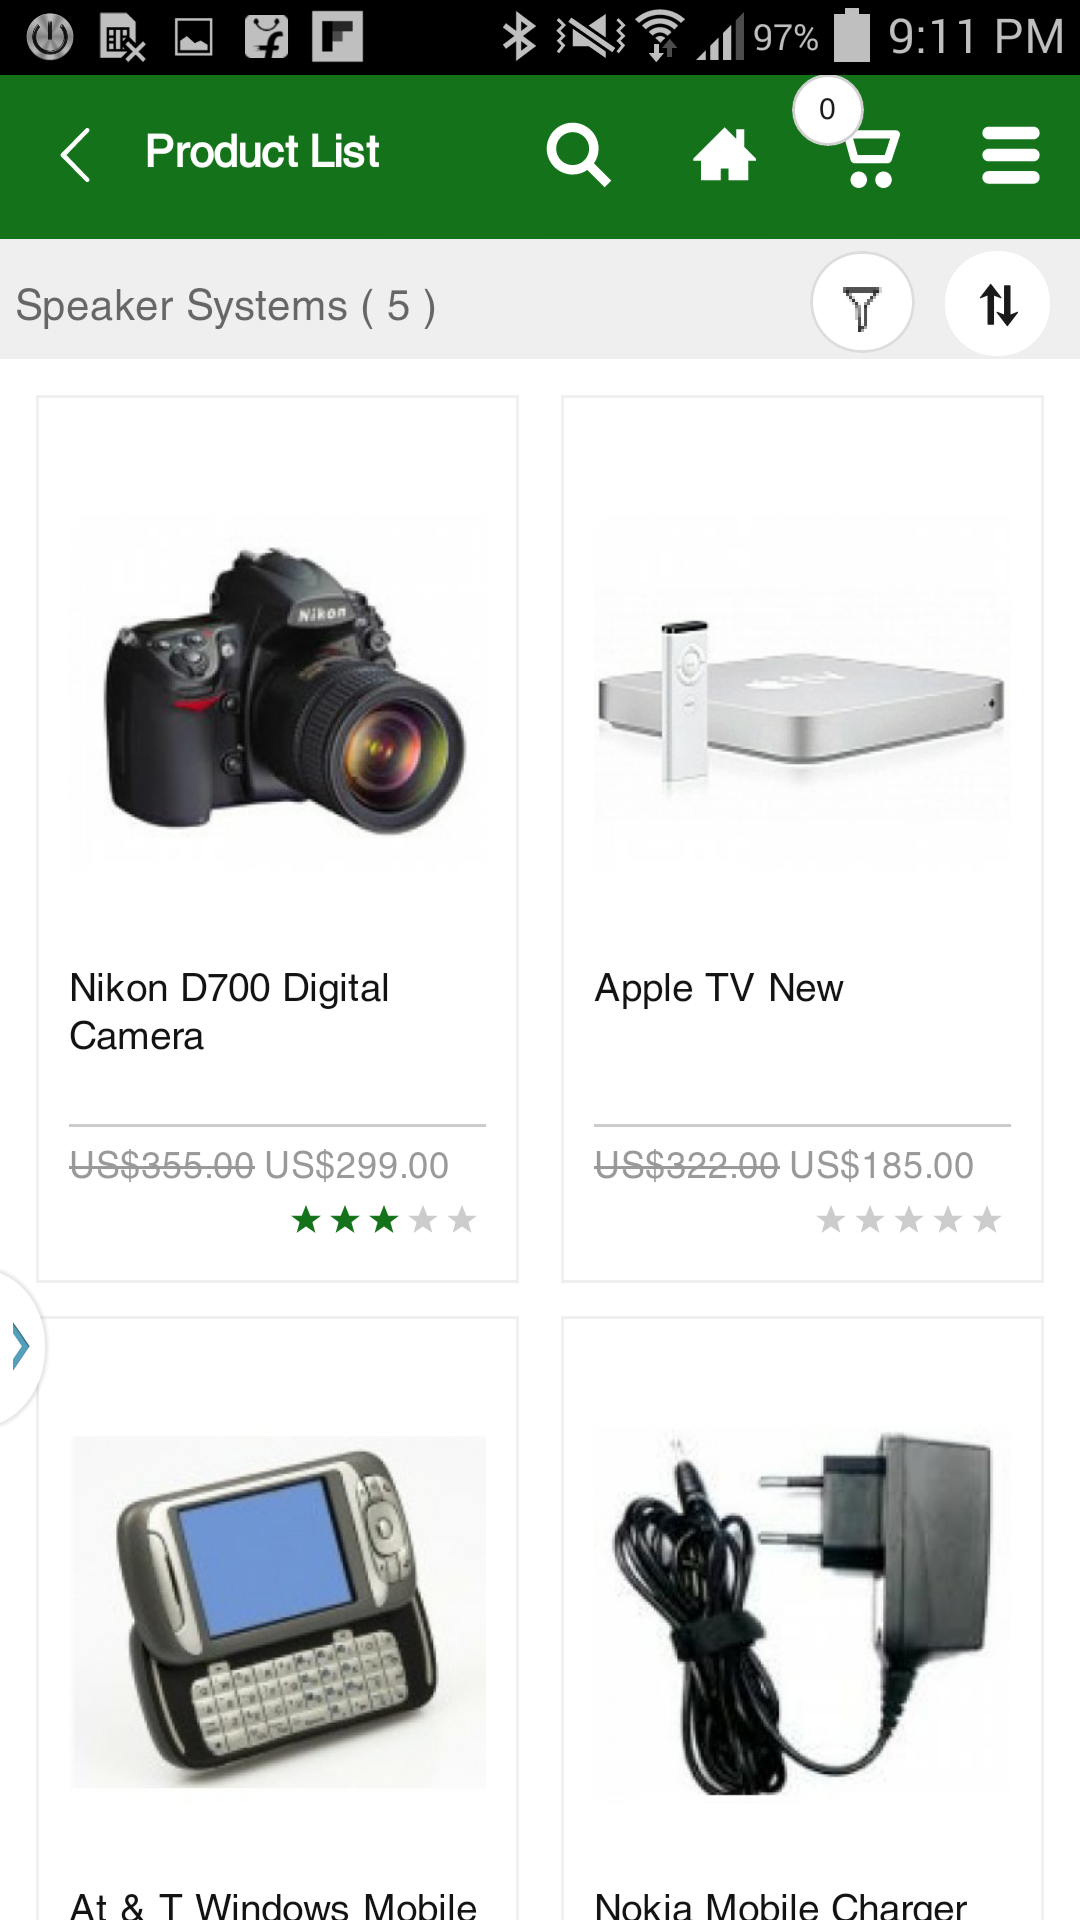 97% 9:11 PM
Product List
0
Speaker Systems ( 5 )
Nikon
tv
Nikon D700 Digital
Camera
Apple TV New
US$355.00 US$299.00
US$322.00 US$185.00
At & T Windows Mobile
Nokia Mobile Charger